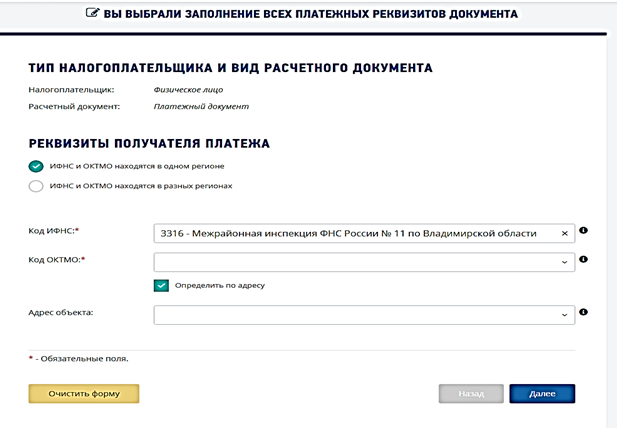 ВЫ ВЫБРАЛИ ЗАПОЛНЕНИЕ ВСЕХ ПЛАТЕЖНЫХ РЕКВИЗИТОВ ДОКУМЕНТА
ТИП НАЛОГОПЛАТЕЛЬЩИКА И ВИД РАСЧЕТНОГО ДОКУМЕНТА
Налогоплательщик: Физическое лицо
Расчетный документ: Платежный документ
РЕКВИЗИТЫ ПОЛУЧАТЕЛЯ ПЛАТЕЖА
ИФНС и ОКТМО находятся в одном регионе
ИФНС и ОКТМО находятся в разных регионах
Код ИФНС:* 3316 - Межрайонная инспекция ФНС России № 11 по Владимирской области
Код ОКТМО:*
Определить по адресу
Адрес объекта:
* - Обязательные поля.
Очистить форму Назад Далее